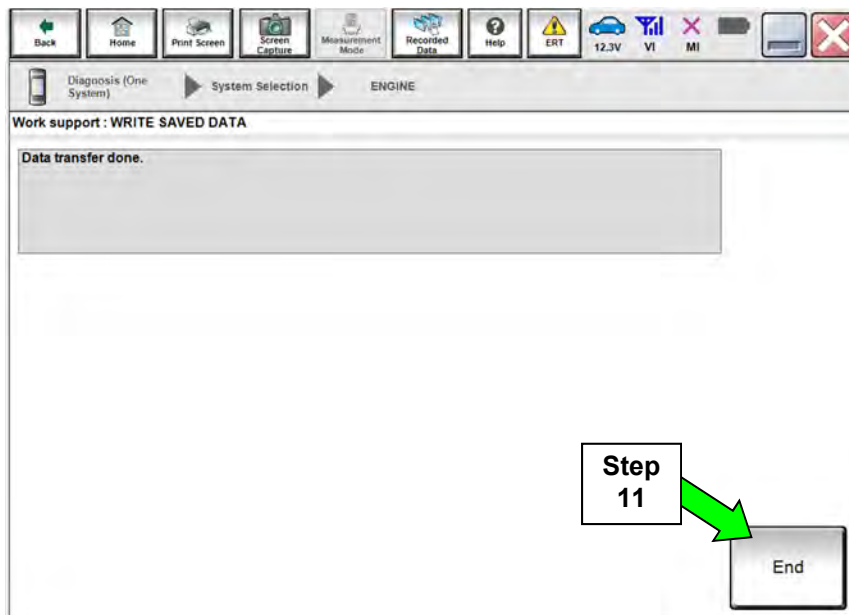 Back
Home
Print Screen
Screen
Capture
Measurement
Mode
Recorded
Data
Help
ERT
12.3V
VI
MI
Diagnosis (One
System)
System Selection
ENGINE
Work support : WRITE SAVED DATA
Data transfer done.
Step
11
End